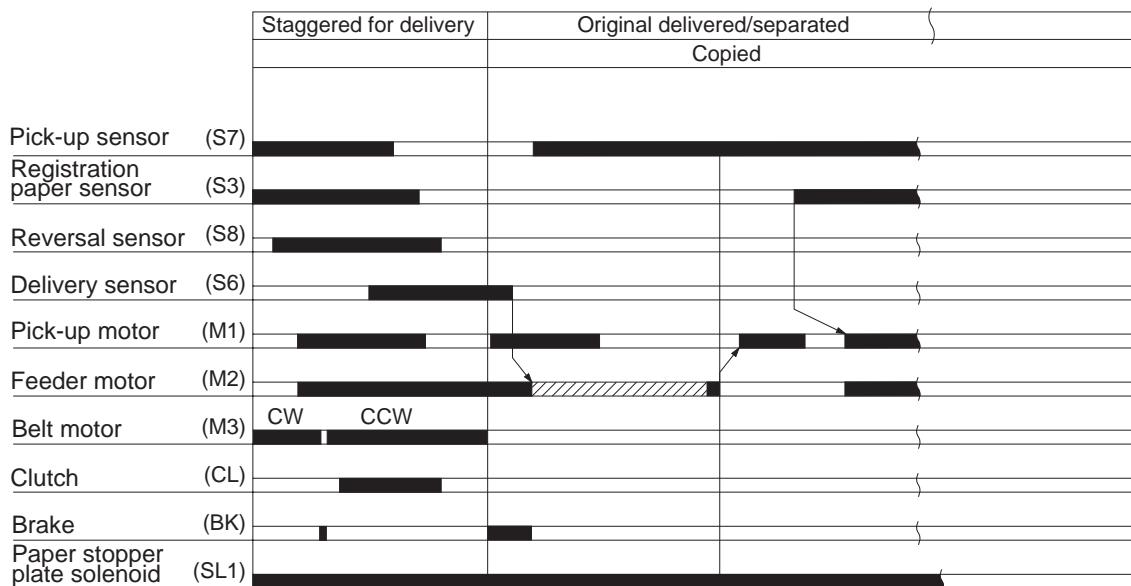 Staggered for delivery Original delivered/separated
Copied
Pick-up sensor (S7)
Registration
paper sensor (S3)
Reversal sensor (S8)
Delivery sensor (S6)
Pick-up motor (M1)
Feeder motor (M2)
CW CCW
Belt motor (M3)
Clutch (CL)
Brake (BK)
Paper stopper
plate solenoid (SL1)